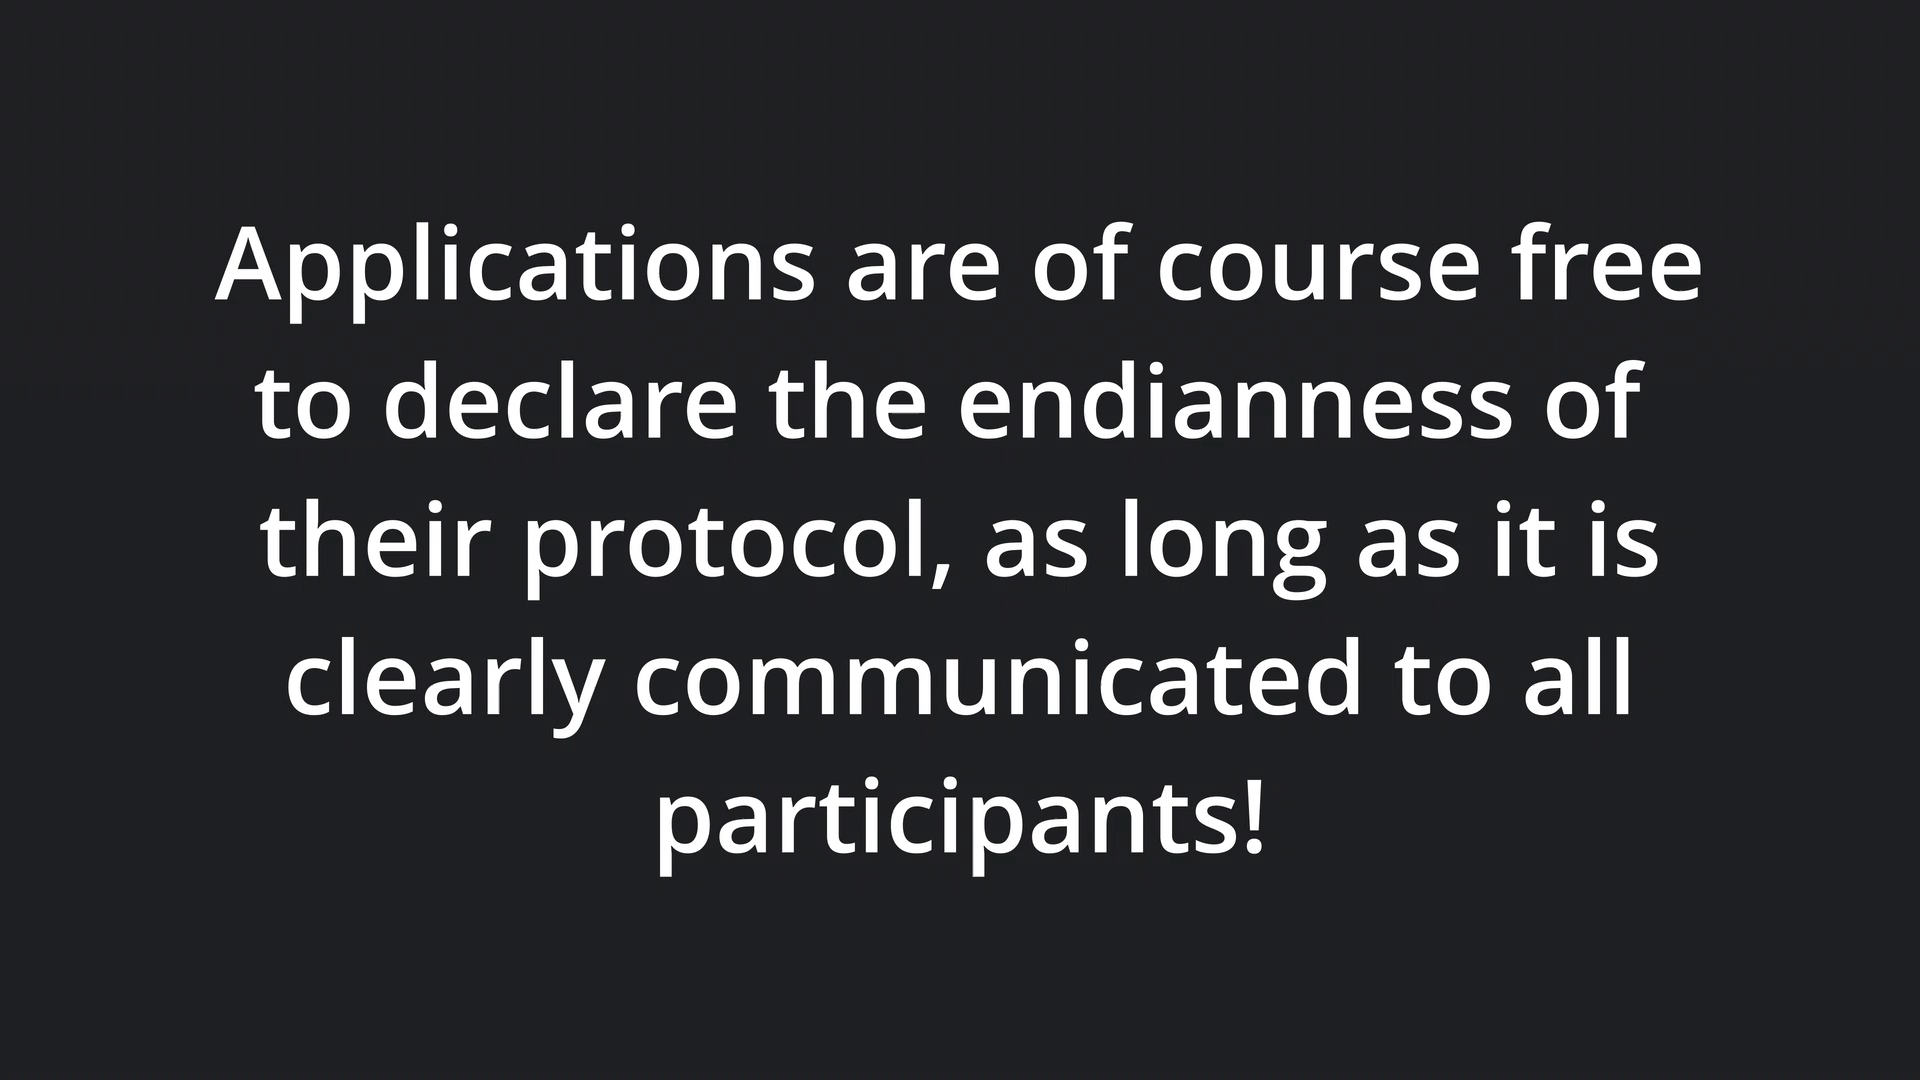 Applications are of course free
to declare the endianness of
their protocol, as long as it is
clearly communicated to all
participants!